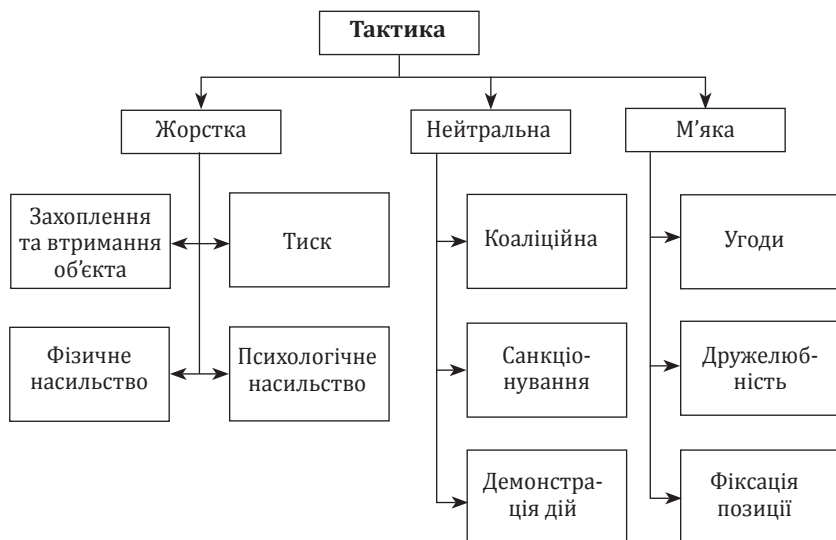 Тактика
Жорстка
Нейтральна
М’яка
Захоплення
та втримання
об’єкта
Тиск
Коаліційна
Угоди
Фізичне
насильство
Психологічне
насильство
Санкціо-
нування
Дружелюб-
ність
Демонстра-
ція дій
Фіксація
позиції